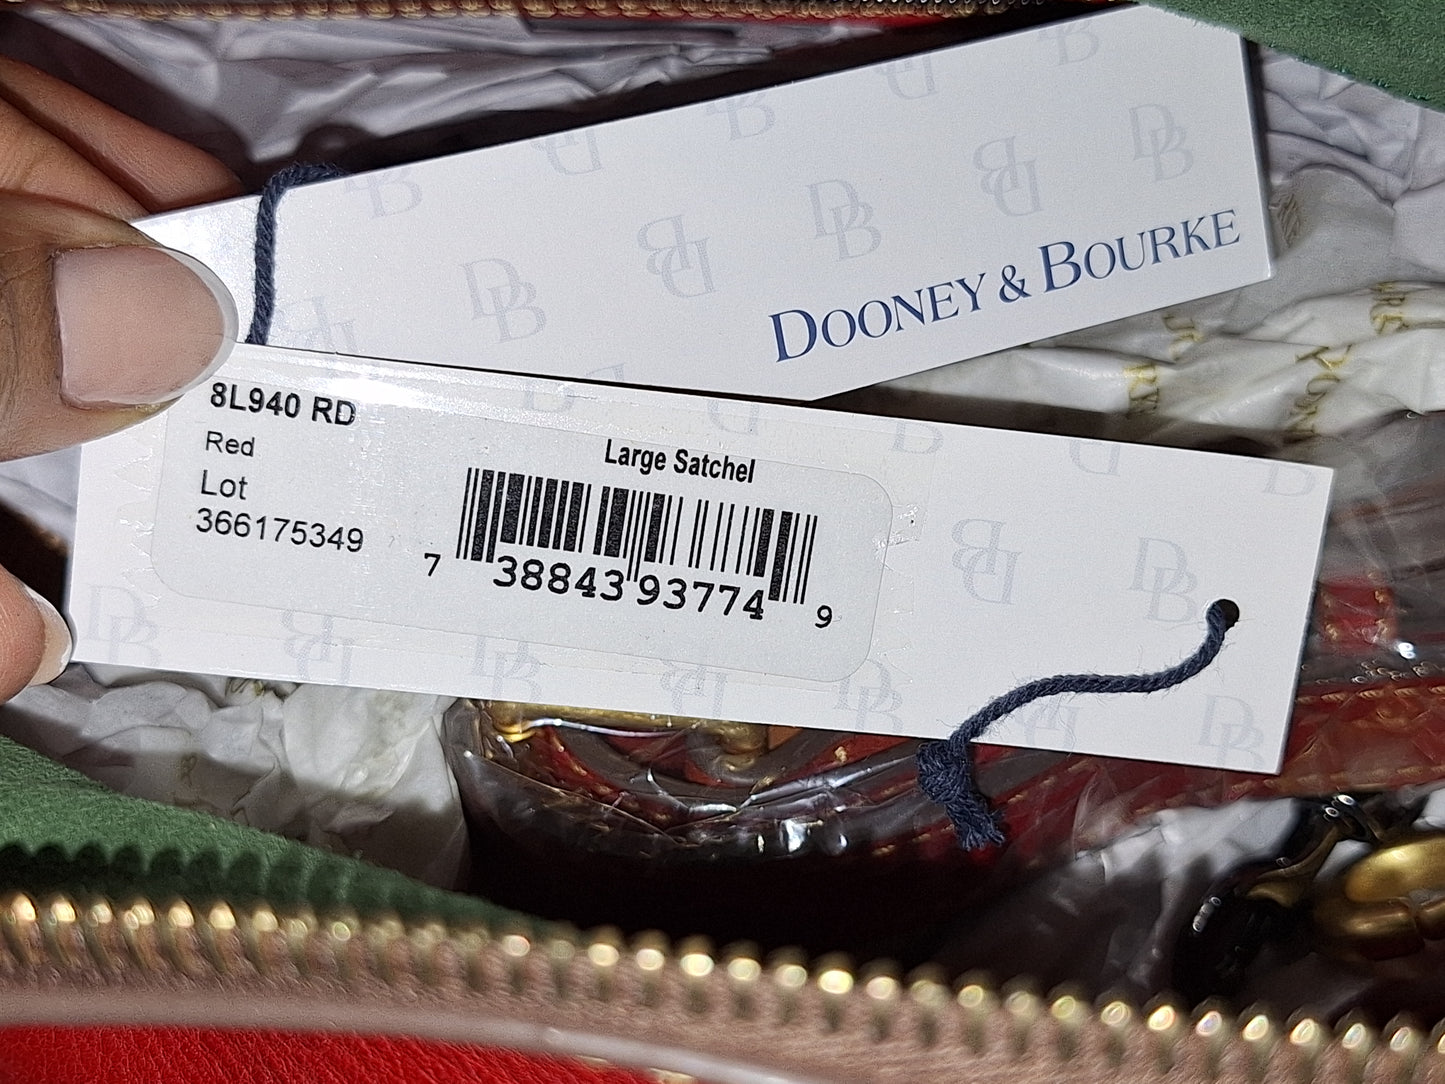 DOONEY & BOURKE
8L940 RD
Red
Large Satchel
Lot
366175349
7 38843 93774 9